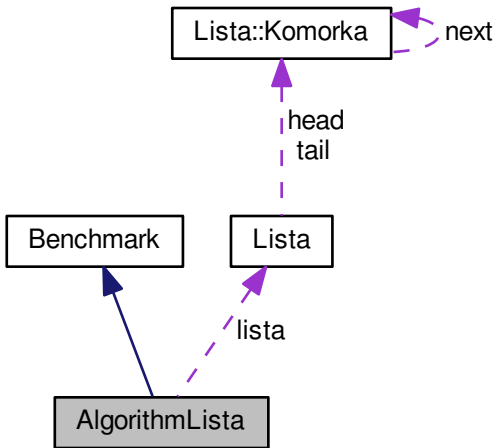 Lista::Komorka
next
head
tail
Benchmark
Lista
lista
AlgorithmLista